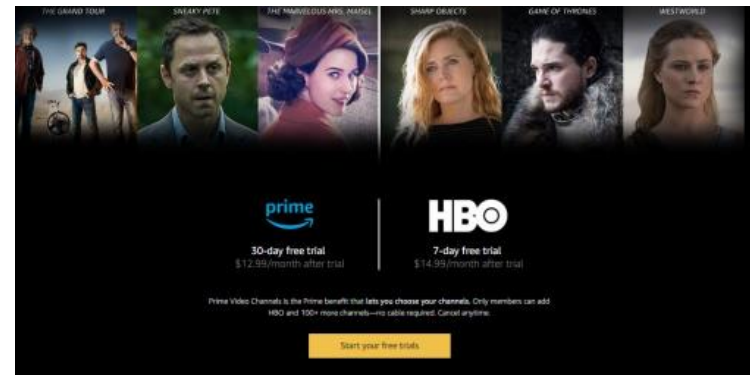 THE GRAND TOUR
SNEAKY PETE
THE MARVELOUS MRS. MAISEL
SHARP OBJECTS
GAME OF THRONES
WESTWORLD
prime
30-day free trial
$12.99/month after trial
HBO
7-day free trial
$14.99/month after trial
Prime Video Channels is the Prime benefit that lets you choose your channels. Only members can add
HBO and 100+ more channels—no cable required. Cancel anytime.
Start your free trials